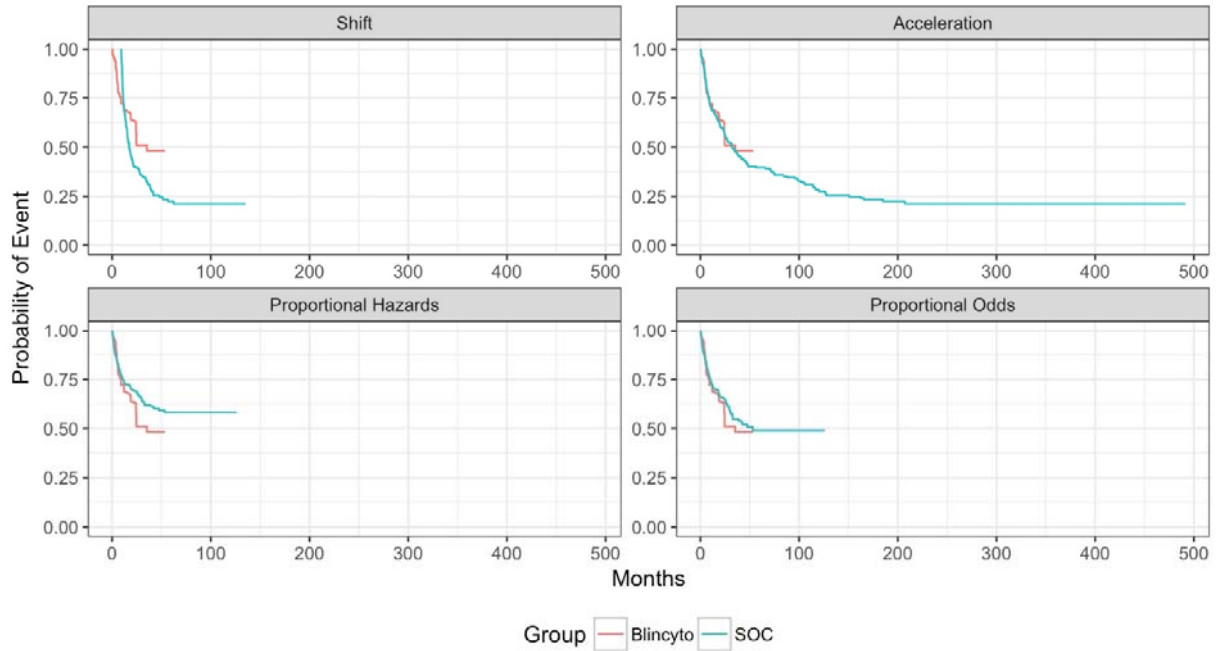 Shift
Acceleration
1.00
0.75
0.50
0.25
0.00
0 100 200 300 400 500
1.00
0.75
0.50
0.25
0.00
0 100 200 300 400 500
Proportional Hazards
Proportional Odds
1.00
0.75
0.50
0.25
0.00
0 100 200 300 400 500
1.00
0.75
0.50
0.25
0.00
0 100 200 300 400 500
Probability of Event
Months
Group Blincyto SOC